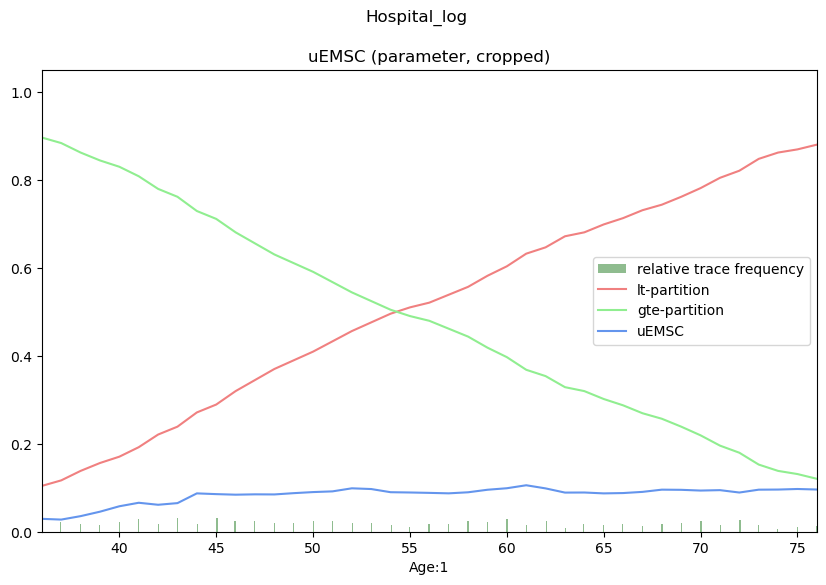 Hospital_log
uEMSC (parameter, cropped)
1.0
0.8
0.6
0.4
0.2
0.0
relative trace frequency
lt-partition
gte-partition
uEMSC
40 45 50 55 60 65 70 75
Age:1